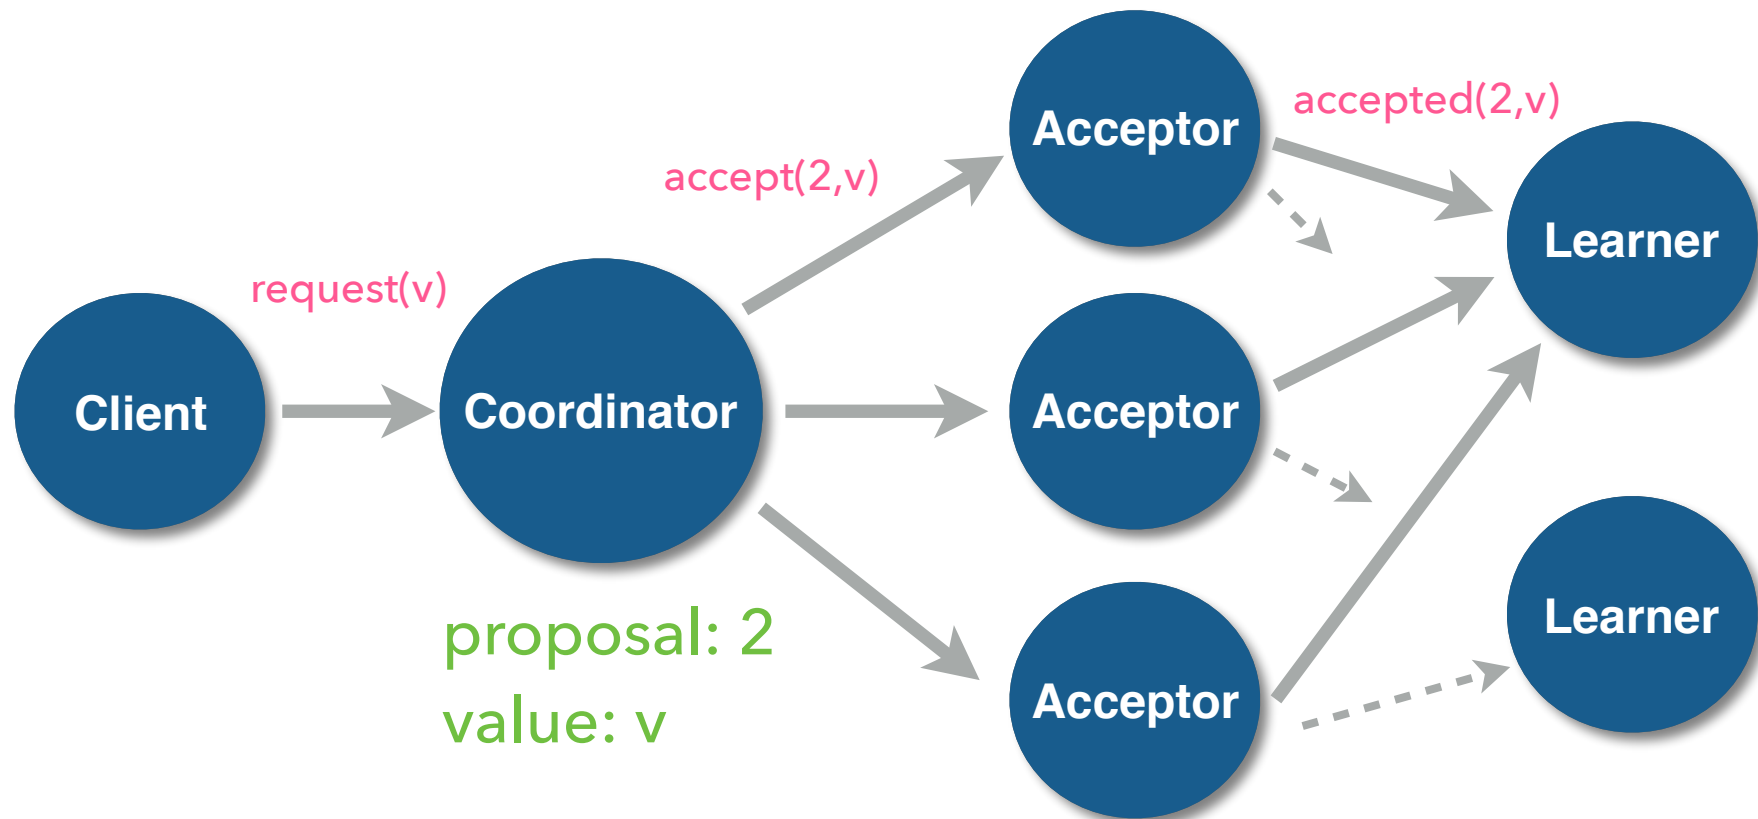 Client
request(v)
Coordinator
proposal: 2
value: v
accept(2,v)
Acceptor
Acceptor
Acceptor
accepted(2,v)
Learner
Learner